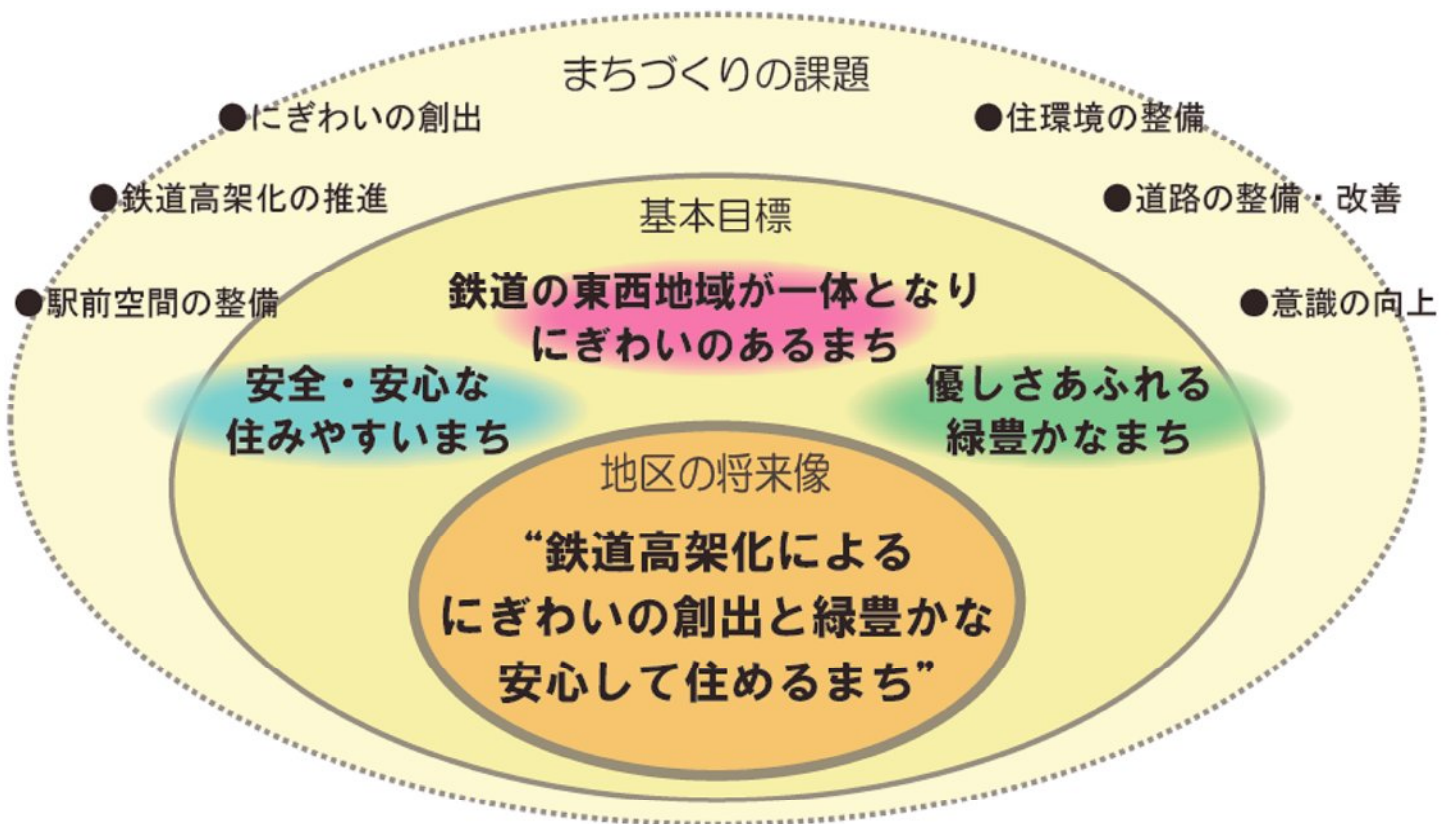 まちづくりの課題
●にぎわいの創出
●鉄道高架化の推進
●駅前空間の整備
●住環境の整備
●道路の整備・改善
●意識の向上
基本目標
鉄道の東西地域が一体となり
にぎわいのあるまち
安全・安心な
住みやすいまち
優しさあふれる
緑豊かなまち
地区の将来像
“鉄道高架化による
にぎわいの創出と緑豊かな
安心して住めるまち”